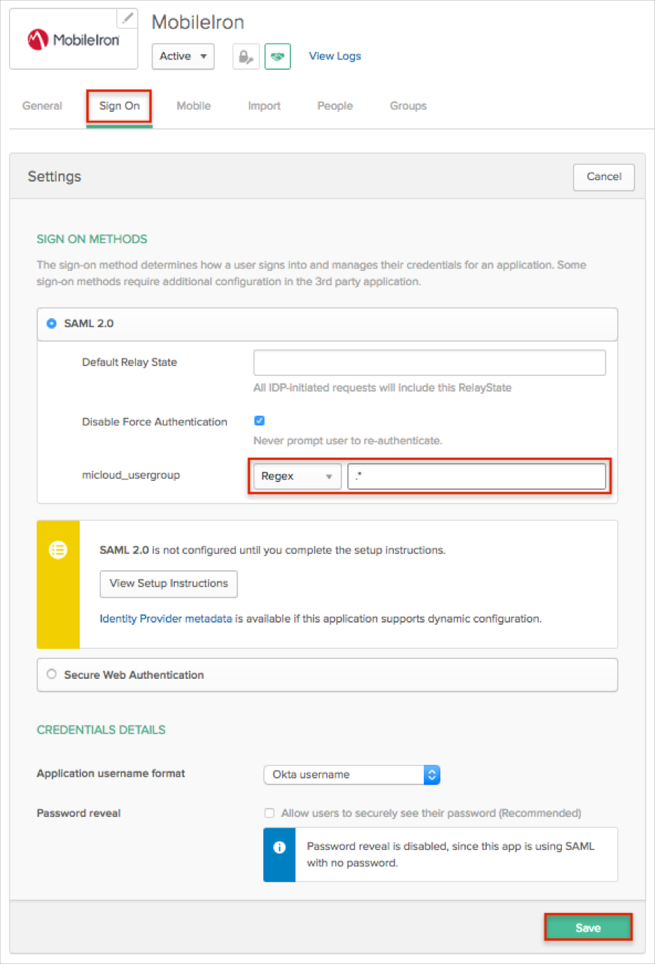 MobileIron
MobileIron
Active
View Logs
General
Sign On
Mobile
Import
People
Groups
Settings
Cancel
SIGN ON METHODS
The sign-on method determines how a user signs into and manages their credentials for an application. Some
sign-on methods require additional configuration in the 3rd party application.
SAML 2.0
Default Relay State
All IDP-initiated requests will include this RelayState
Disable Force Authentication
Never prompt user to re-authenticate.
micloud_usergroup
Regex
.*
SAML 2.0 is not configured until you complete the setup instructions.
View Setup Instructions
Identity Provider metadata is available if this application supports dynamic configuration.
Secure Web Authentication
CREDENTIALS DETAILS
Application username format
Okta username
Password reveal
Allow users to securely see their password (Recommended)
Password reveal is disabled, since this app is using SAML
with no password.
Save